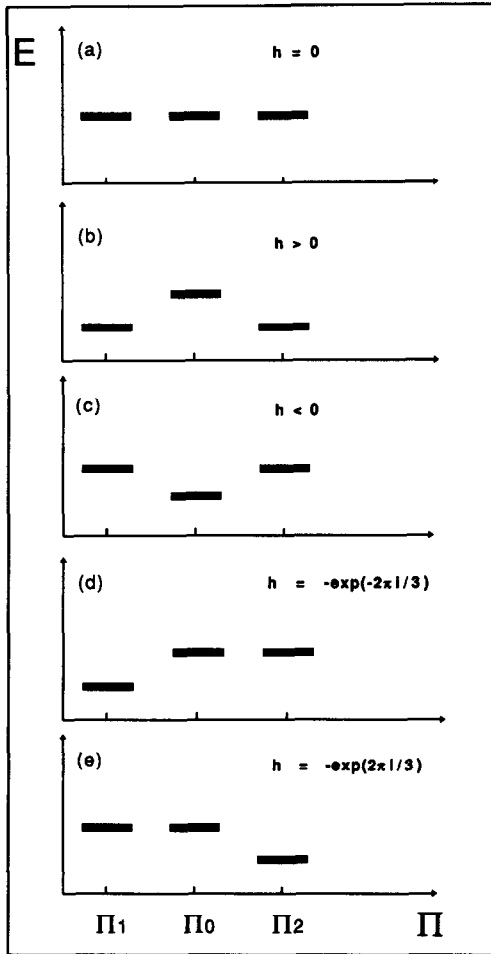 E
(a)
h = 0
(b)
h > 0
(c)
h < 0
(d)
h = -exp(-2πi/3)
(e)
h = -exp(2πi/3)
Π1 Π0 Π2 Π